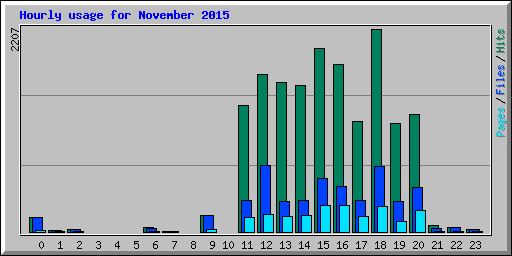 Hourly usage for November 2015
2207
Pages / Files / Hits
0 1 2 3 4 5 6 7 8 9 10 11 12 13 14 15 16 17 18 19 20 21 22 23